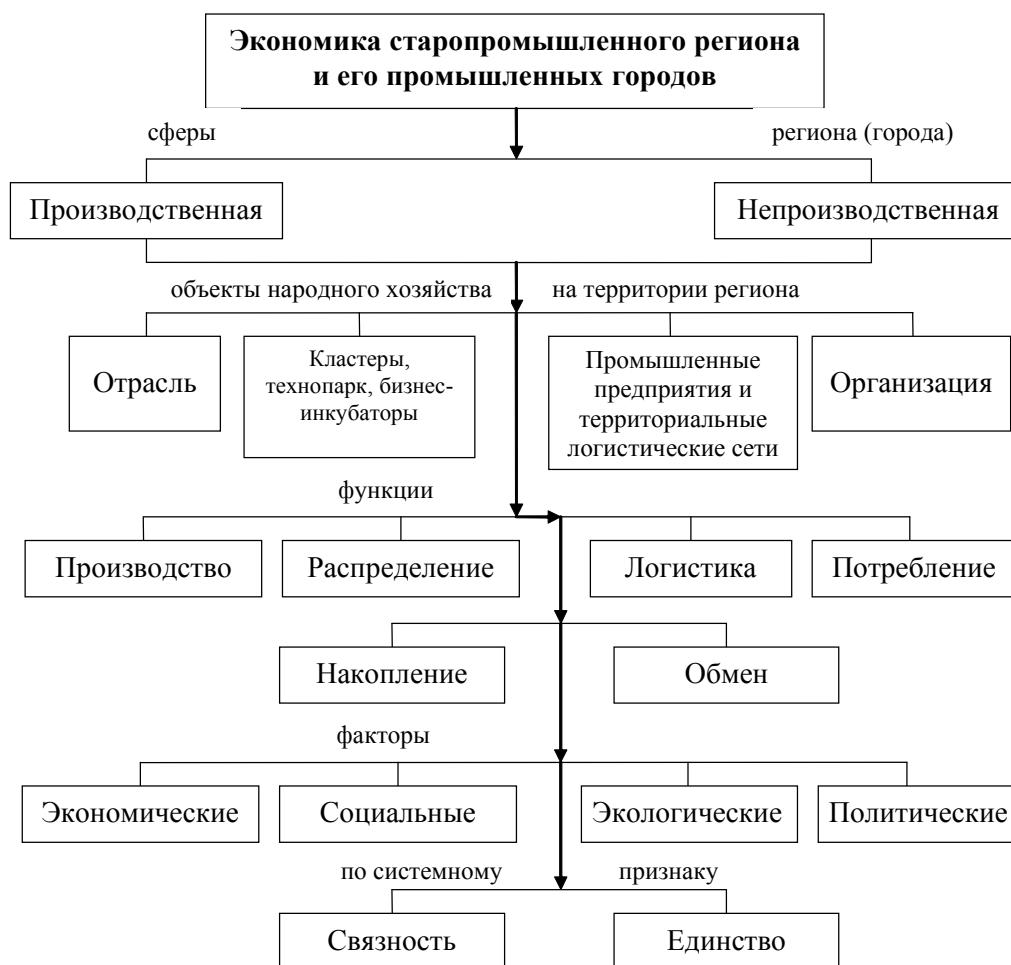 Экономика старопромышленного региона
и его промышленных городов
сферы
региона (города)
Производственная
Непроизводственная
объекты народного хозяйства
на территории региона
Отрасль
Кластеры,
технопарк, бизнес-
инкубаторы
Промышленные
предприятия и
территориальные
логистические сети
Организация
функции
Производство
Распределение
Логистика
Потребление
Накопление
Обмен
факторы
Экономические
Социальные
Экологические
Политические
по системному
признаку
Связность
Единство